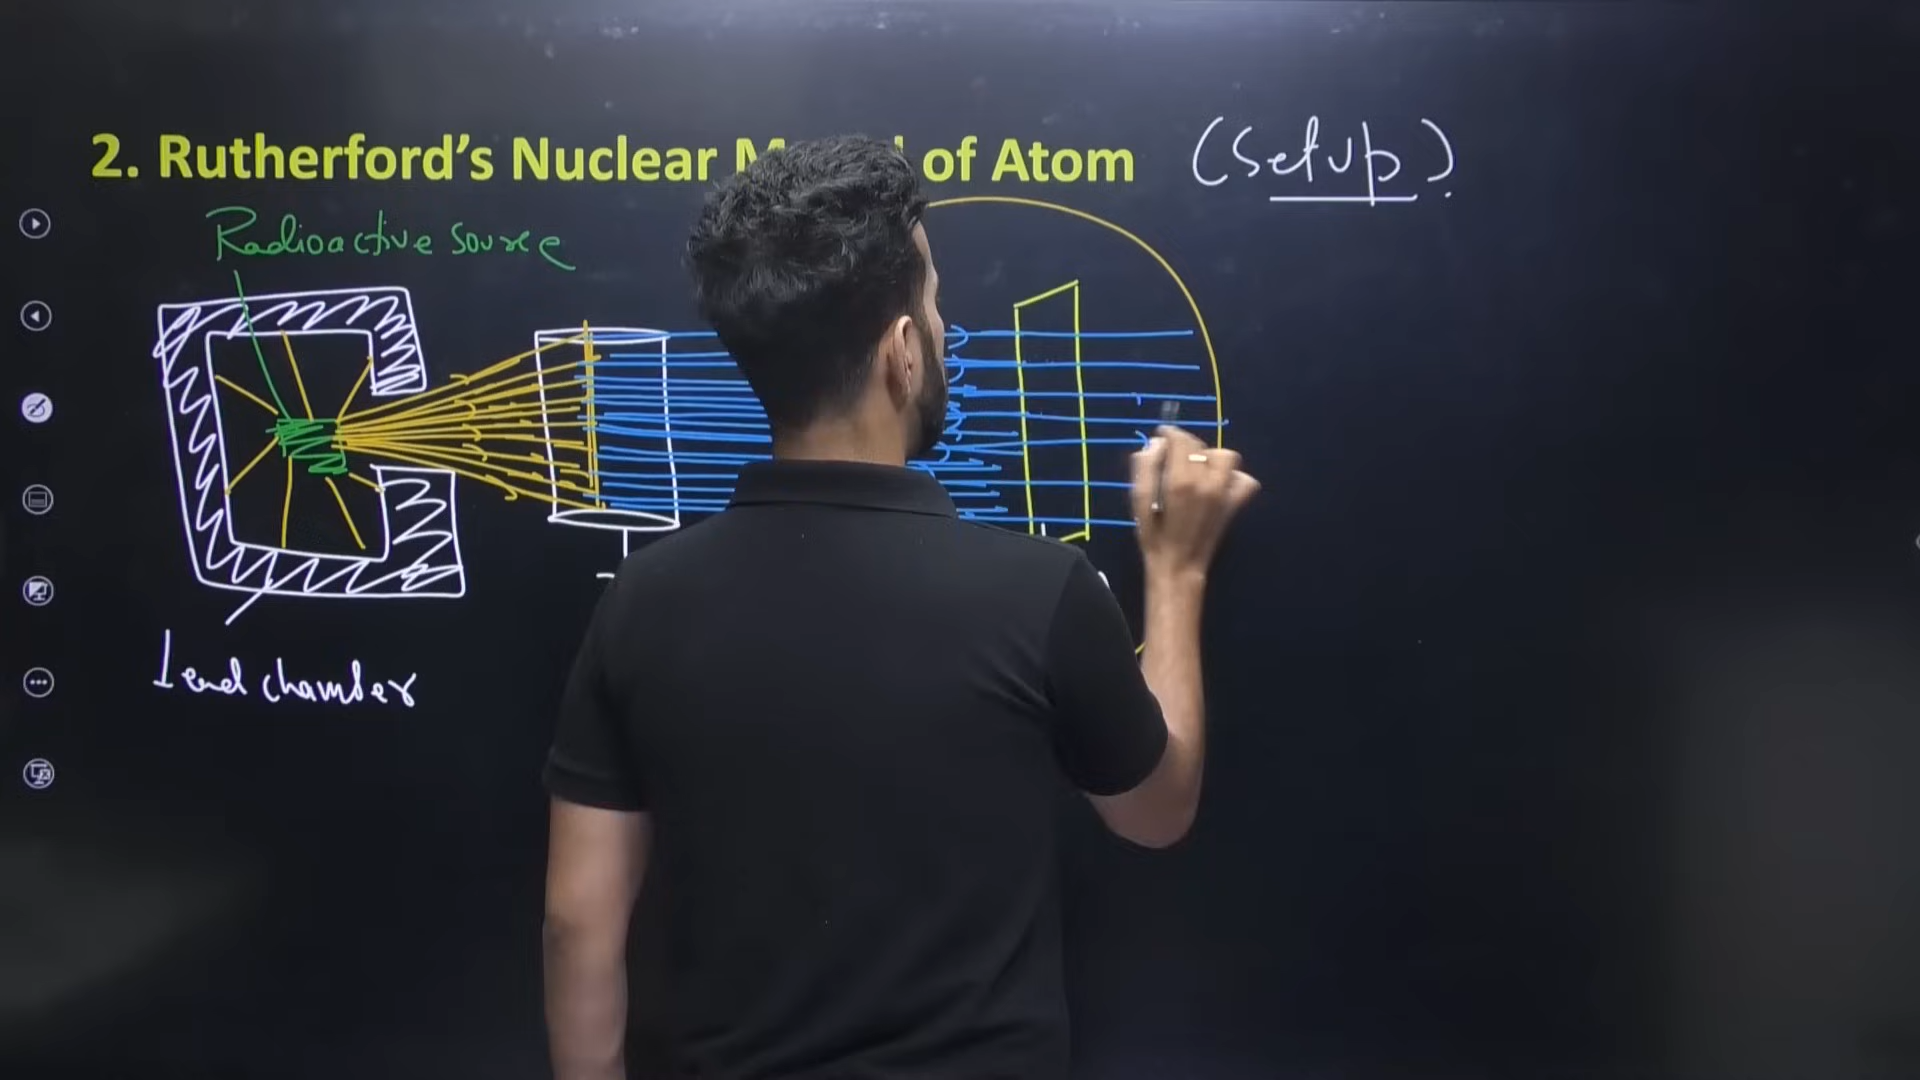 2. Rutherford's Nuclear M l of Atom (Setup)
Radioactive source
Lead chamber